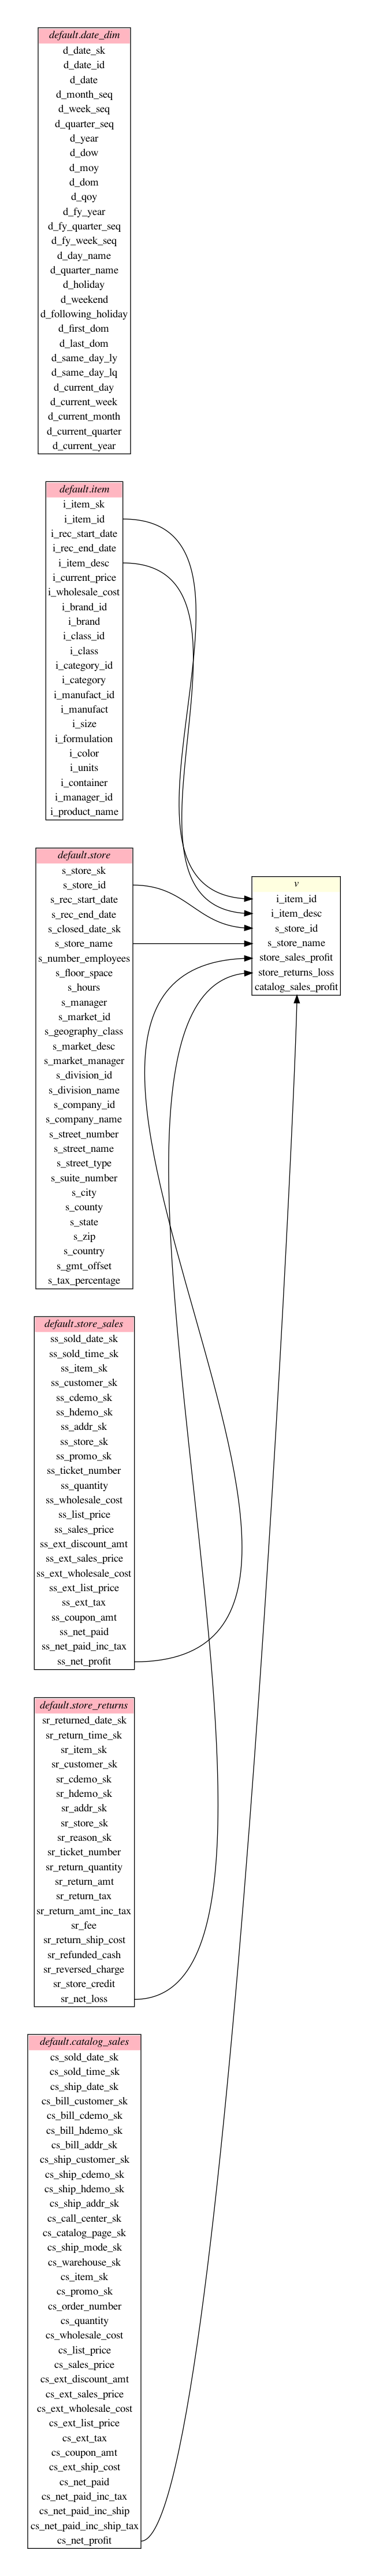 default.date_dim
d_date_sk
d_date_id
d_date
d_month_seq
d_week_seq
d_quarter_seq
d_year
d_dow
d_moy
d_dom
d_qoy
d_fy_year
d_fy_quarter_seq
d_fy_week_seq
d_day_name
d_quarter_name
d_holiday
d_weekend
d_following_holiday
d_first_dom
d_last_dom
d_same_day_ly
d_same_day_lq
d_current_day
d_current_week
d_current_month
d_current_quarter
d_current_year
default.item
i_item_sk
i_item_id
i_rec_start_date
i_rec_end_date
i_item_desc
i_current_price
i_wholesale_cost
i_brand_id
i_brand
i_class_id
i_class
i_category_id
i_category
i_manufact_id
i_manufact
i_size
i_formulation
i_color
i_units
i_container
i_manager_id
i_product_name
default.store
s_store_sk
s_store_id
s_rec_start_date
s_rec_end_date
s_closed_date_sk
s_store_name
s_number_employees
s_floor_space
s_hours
s_manager
s_market_id
s_geography_class
s_market_desc
s_market_manager
s_division_id
s_division_name
s_company_id
s_company_name
s_street_number
s_street_name
s_street_type
s_suite_number
s_city
s_county
s_state
s_zip
s_country
s_gmt_offset
s_tax_percentage
v
i_item_id
i_item_desc
s_store_id
s_store_name
store_sales_profit
store_returns_loss
catalog_sales_profit
default.store_sales
ss_sold_date_sk
ss_sold_time_sk
ss_item_sk
ss_customer_sk
ss_cdemo_sk
ss_hdemo_sk
ss_addr_sk
ss_store_sk
ss_promo_sk
ss_ticket_number
ss_quantity
ss_wholesale_cost
ss_list_price
ss_sales_price
ss_ext_discount_amt
ss_ext_sales_price
ss_ext_wholesale_cost
ss_ext_list_price
ss_ext_tax
ss_coupon_amt
ss_net_paid
ss_net_paid_inc_tax
ss_net_profit
default.store_returns
sr_returned_date_sk
sr_return_time_sk
sr_item_sk
sr_customer_sk
sr_cdemo_sk
sr_hdemo_sk
sr_addr_sk
sr_store_sk
sr_reason_sk
sr_ticket_number
sr_return_quantity
sr_return_amt
sr_return_tax
sr_return_amt_inc_tax
sr_fee
sr_return_ship_cost
sr_refunded_cash
sr_reversed_charge
sr_store_credit
sr_net_loss
default.catalog_sales
cs_sold_date_sk
cs_sold_time_sk
cs_ship_date_sk
cs_bill_customer_sk
cs_bill_cdemo_sk
cs_bill_hdemo_sk
cs_bill_addr_sk
cs_ship_customer_sk
cs_ship_cdemo_sk
cs_ship_hdemo_sk
cs_ship_addr_sk
cs_call_center_sk
cs_catalog_page_sk
cs_ship_mode_sk
cs_warehouse_sk
cs_item_sk
cs_promo_sk
cs_order_number
cs_quantity
cs_wholesale_cost
cs_list_price
cs_sales_price
cs_ext_discount_amt
cs_ext_sales_price
cs_ext_wholesale_cost
cs_ext_list_price
cs_ext_tax
cs_coupon_amt
cs_ext_ship_cost
cs_net_paid
cs_net_paid_inc_tax
cs_net_paid_inc_ship
cs_net_paid_inc_ship_tax
cs_net_profit